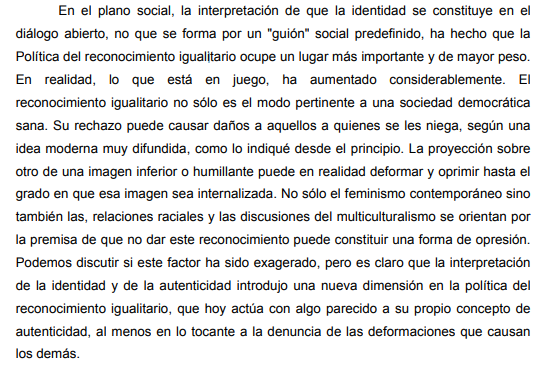 En el plano social, la interpretación de que la identidad se constituye en el
diálogo abierto, no que se forma por un "guión" social predefinido, ha hecho que la
Política del reconocimiento igualitario ocupe un lugar más importante y de mayor peso.
En realidad, lo que está en juego, ha aumentado considerablemente. El
reconocimiento igualitario no sólo es el modo pertinente a una sociedad democrática
sana. Su rechazo puede causar daños a aquellos a quienes se les niega, según una
idea moderna muy difundida, como lo indiqué desde el principio. La proyección sobre
otro de una imagen inferior o humillante puede en realidad deformar y oprimir hasta el
grado en que esa imagen sea internalizada. No sólo el feminismo contemporáneo sino
también las, relaciones raciales y las discusiones del multiculturalismo se orientan por
la premisa de que no dar este reconocimiento puede constituir una forma de opresión.
Podemos discutir si este factor ha sido exagerado, pero es claro que la interpretación
de la identidad y de la autenticidad introdujo una nueva dimensión en la política del
reconocimiento igualitario, que hoy actúa con algo parecido a su propio concepto de
autenticidad, al menos en lo tocante a la denuncia de las deformaciones que causan
los demás.